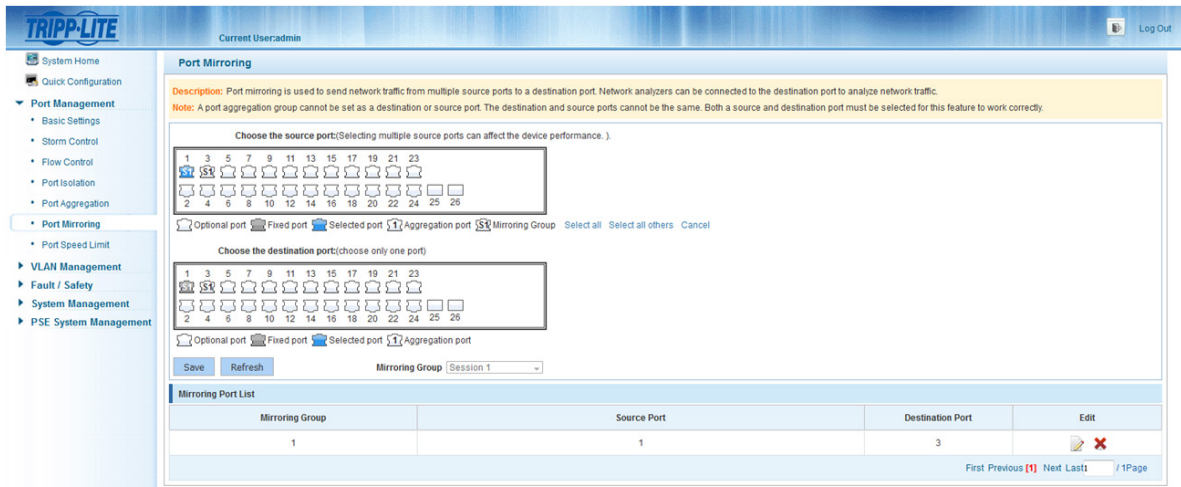 TRIPP·LITE
Current User:admin
Log Out
System Home
Quick Configuration
Port Management
Basic Settings
Storm Control
Flow Control
Port Isolation
Port Aggregation
Port Mirroring
Port Speed Limit
VLAN Management
Fault / Safety
System Management
PSE System Management
Port Mirroring
Description: Port mirroring is used to send network traffic from multiple source ports to a destination port. Network analyzers can be connected to the destination port to analyze network traffic.
Note: A port aggregation group cannot be set as a destination or source port. The destination and source ports cannot be the same. Both a source and destination port must be selected for this feature to work correctly.
Choose the source port:(Selecting multiple source ports can affect the device performance. ).
1 3 5 7 9 11 13 15 17 19 21 23
S1 S1
2 4 6 8 10 12 14 16 18 20 22 24 25 26
Optional port Fixed port Selected port 1 Aggregation port S1 Mirroring Group Select all Select all others Cancel
Choose the destination port:(choose only one port)
1 3 5 7 9 11 13 15 17 19 21 23
S1 S1
2 4 6 8 10 12 14 16 18 20 22 24 25 26
Optional port Fixed port Selected port 1 Aggregation port
Save Refresh Mirroring Group Session 1
Mirroring Port List
Mirroring Group Source Port Destination Port Edit
1 1 3
First Previous [1] Next Last 1 / 1Page